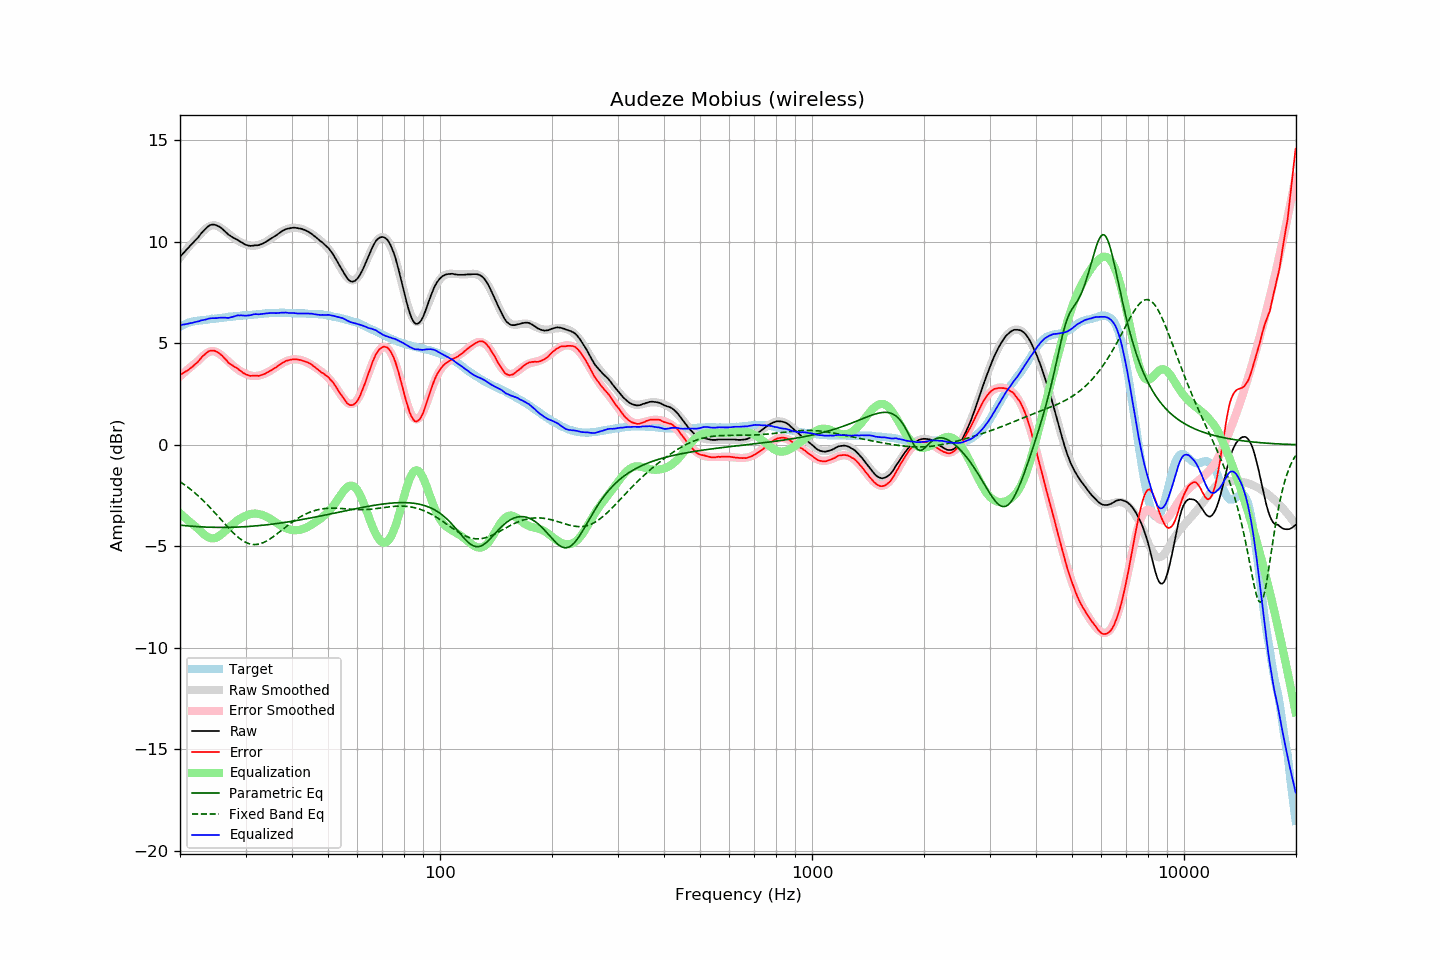 Audeze Mobius (wireless)
Amplitude (dBr)
15
10
5
0
−5
−10
−15
−20
Target
Raw Smoothed
Error Smoothed
Raw
Error
Equalization
Parametric Eq
Fixed Band Eq
Equalized
100
1000
10000
Frequency (Hz)